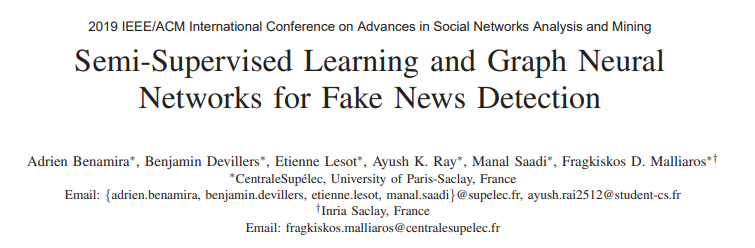 2019 IEEE/ACM International Conference on Advances in Social Networks Analysis and Mining
Semi-Supervised Learning and Graph Neural
Networks for Fake News Detection
Adrien Benamira*, Benjamin Devillers*, Etienne Lesot*, Ayush K. Ray*, Manal Saadi*, Fragkiskos D. Malliaros*†
*CentraleSupélec, University of Paris-Saclay, France
Email: {adrien.benamira, benjamin.devillers, etienne.lesot, manal.saadi}@supelec.fr, ayush.rai2512@student-cs.fr
†Inria Saclay, France
Email: fragkiskos.malliaros@centralesupelec.fr